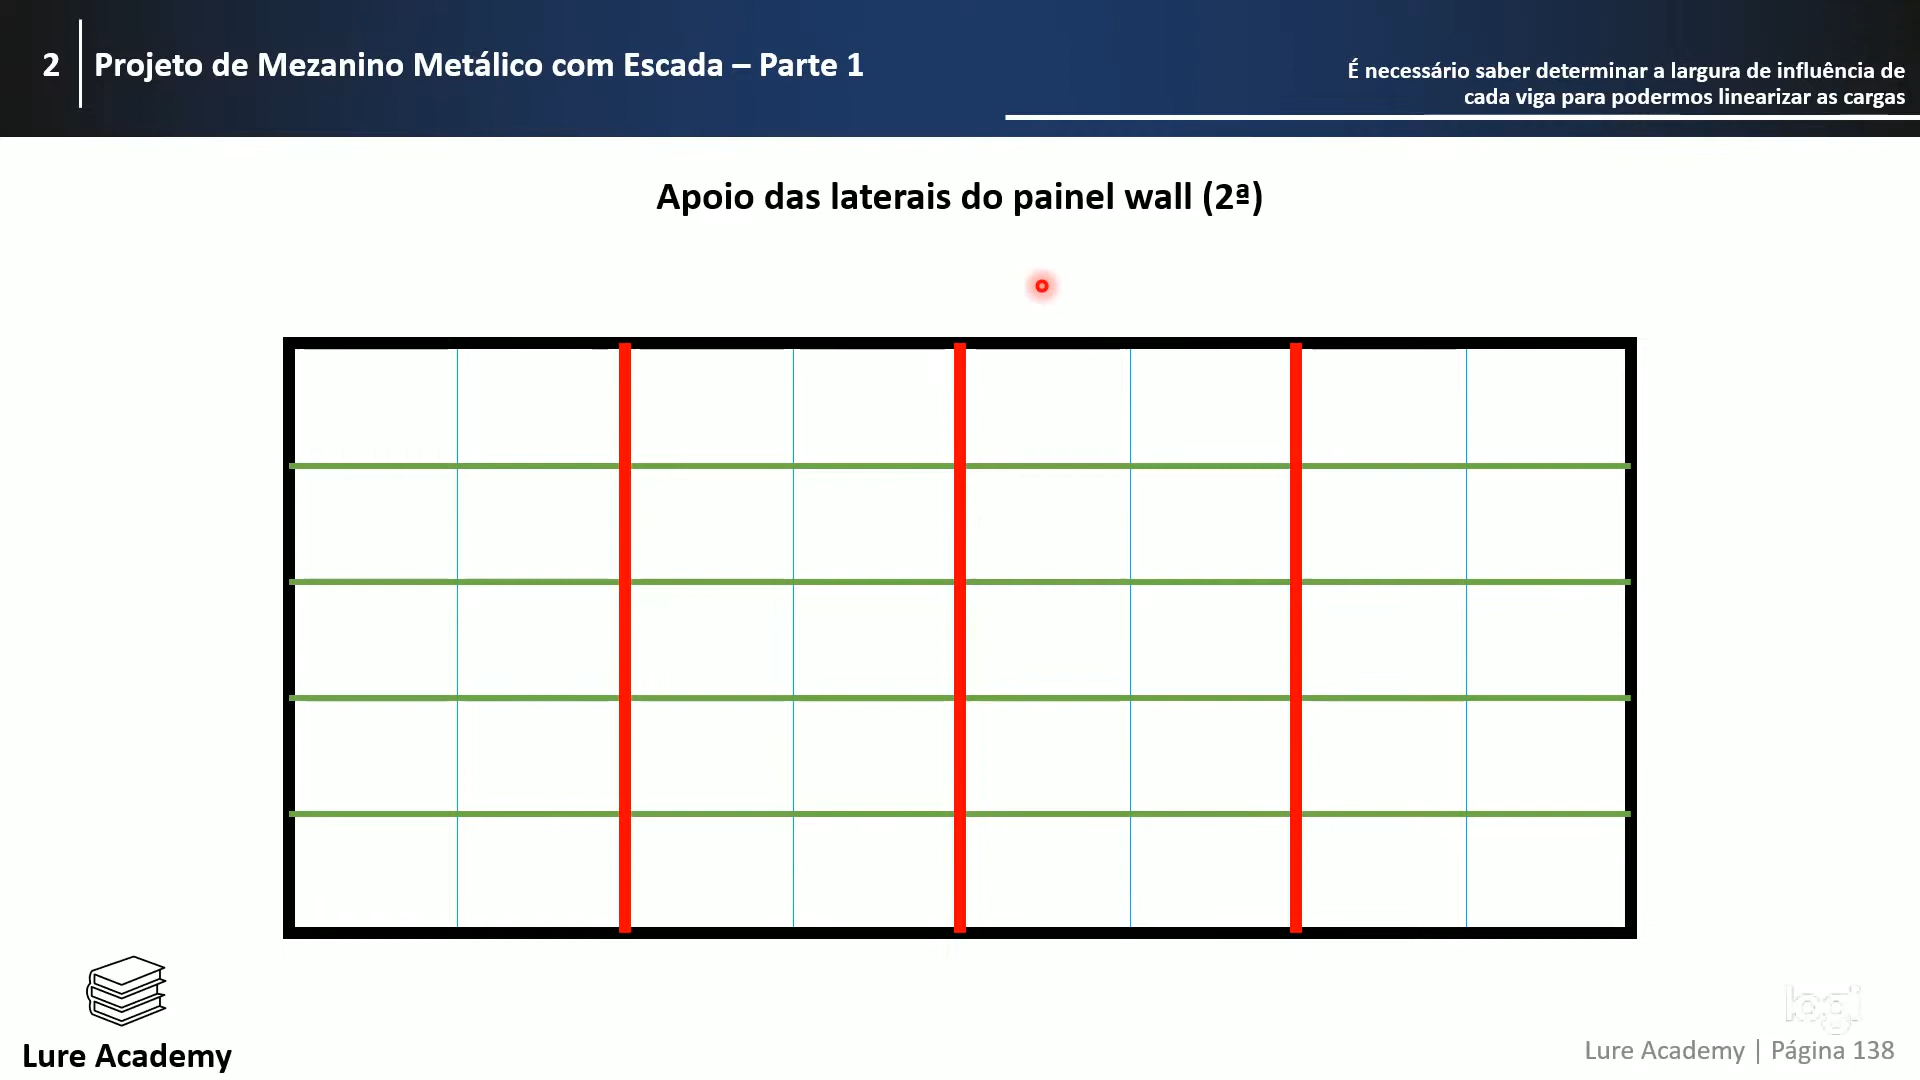 2
Projeto de Mezanino Metálico com Escada – Parte 1
É necessário saber determinar a largura de influência de
cada viga para podermos linearizar as cargas
Apoio das laterais do painel wall (2ª)
Lure Academy
logi
Lure Academy | Página 138